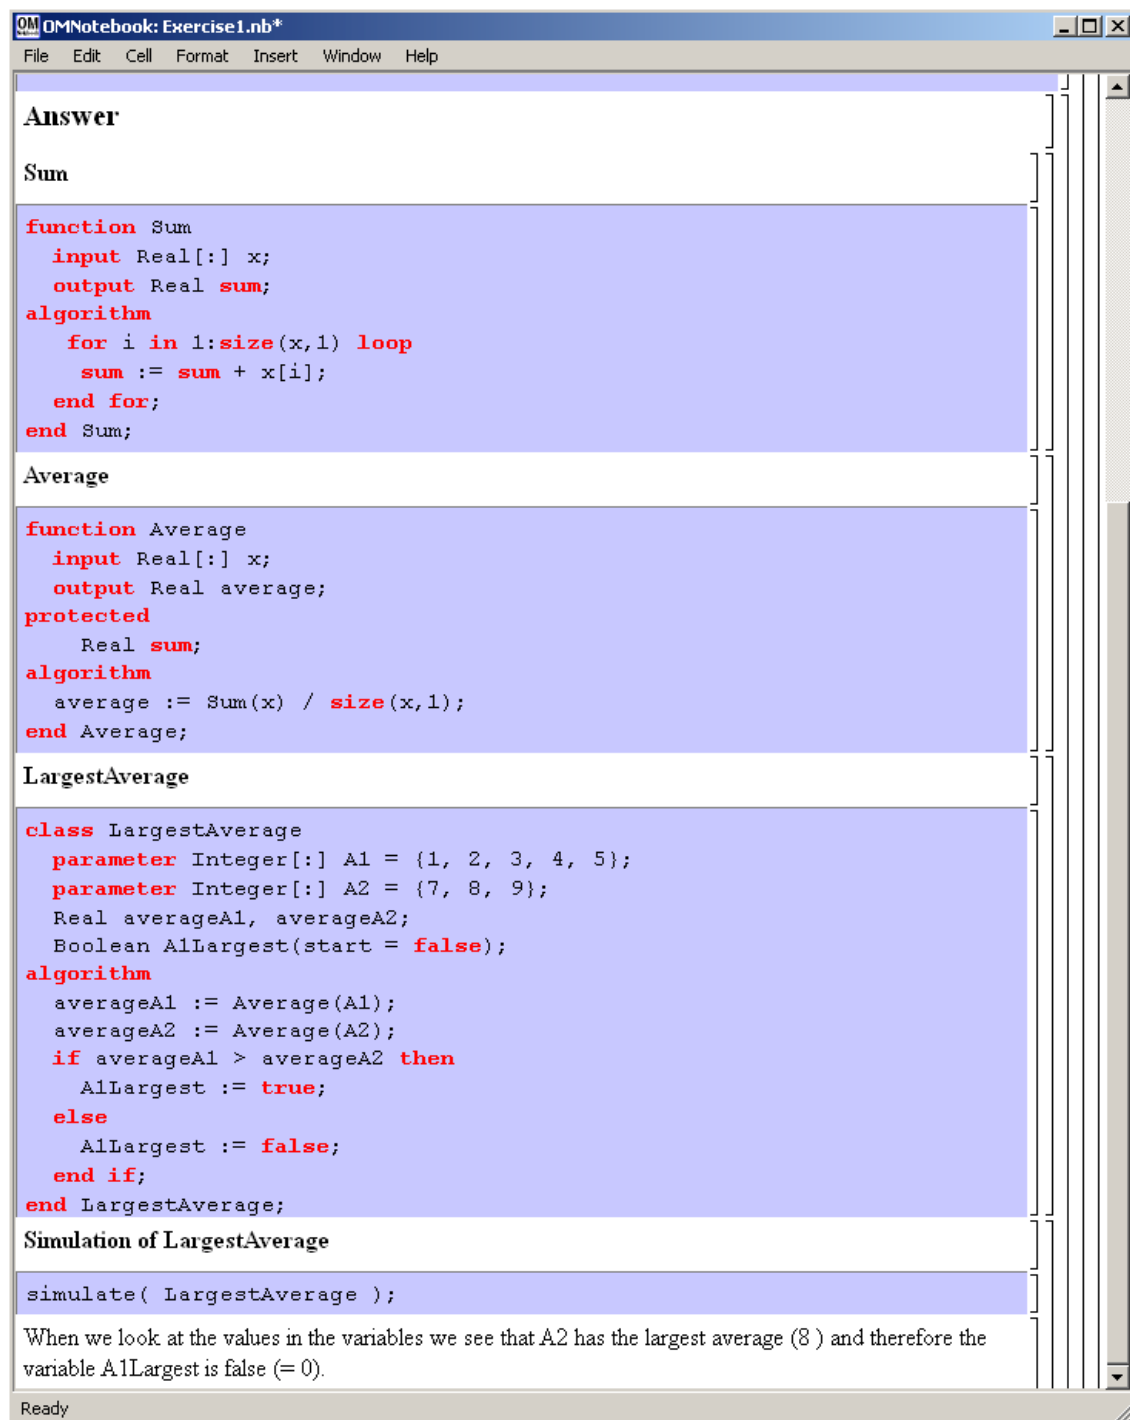 OM OMNotebook: Exercise1.nb*
File Edit Cell Format Insert Window Help
Answer
Sum
function Sum
  input Real[:] x;
  output Real sum;
algorithm
   for i in 1:size(x,1) loop
    sum := sum + x[i];
  end for;
end Sum;
Average
function Average
  input Real[:] x;
  output Real average;
protected
    Real sum;
algorithm
  average := Sum(x) / size(x,1);
end Average;
LargestAverage
class LargestAverage
  parameter Integer[:] A1 = {1, 2, 3, 4, 5};
  parameter Integer[:] A2 = {7, 8, 9};
  Real averageA1, averageA2;
  Boolean A1Largest(start = false);
algorithm
  averageA1 := Average(A1);
  averageA2 := Average(A2);
  if averageA1 > averageA2 then
    A1Largest := true;
  else
    A1Largest := false;
  end if;
end LargestAverage;
Simulation of LargestAverage
simulate( LargestAverage );
When we look at the values in the variables we see that A2 has the largest average (8 ) and therefore the
variable A1Largest is false (= 0).
Ready